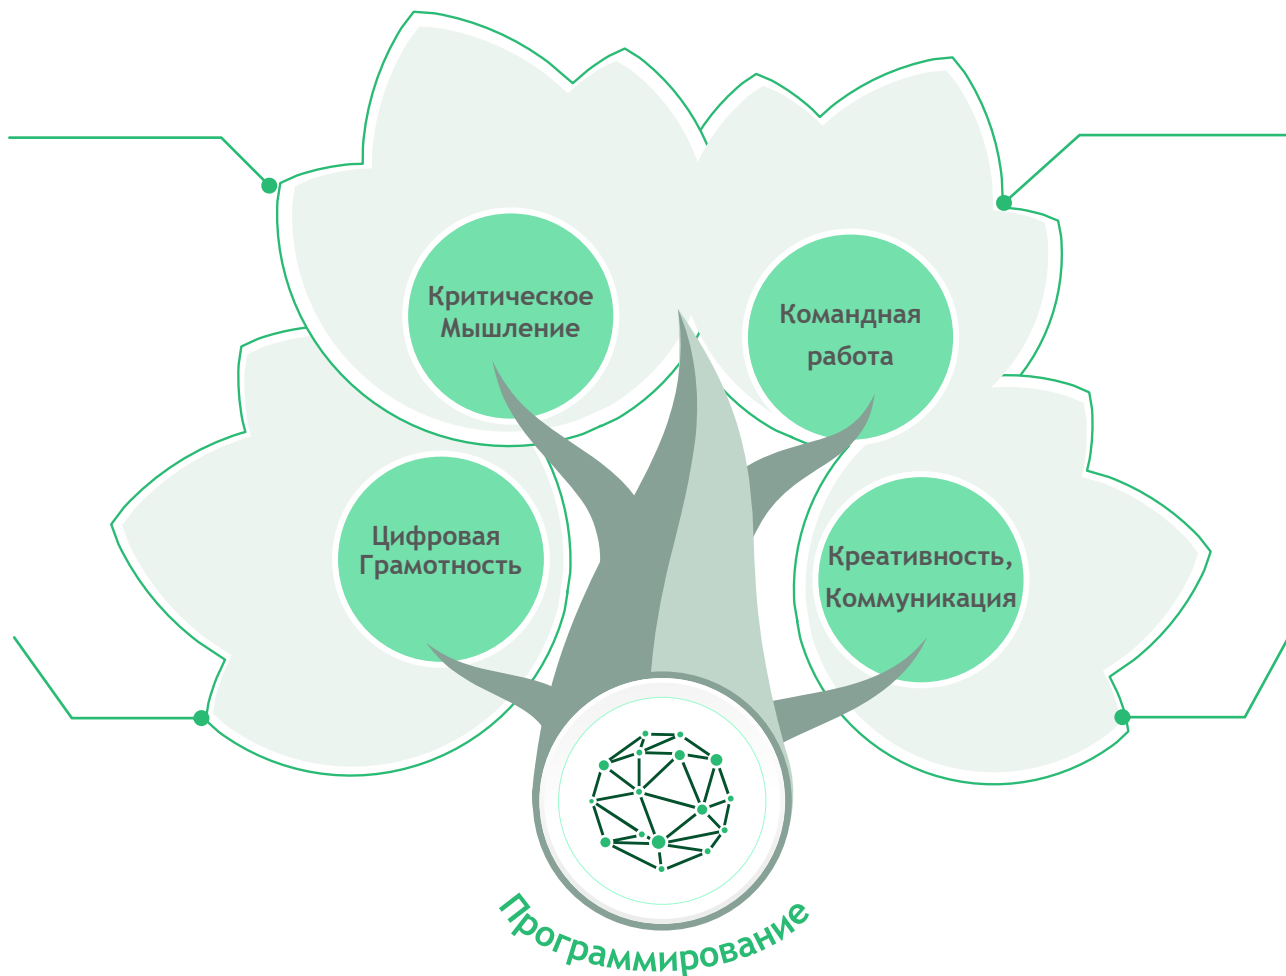 Критическое
Мышление
Командная
работа
Цифровая
Грамотность
Креативность,
Коммуникация
Программирование